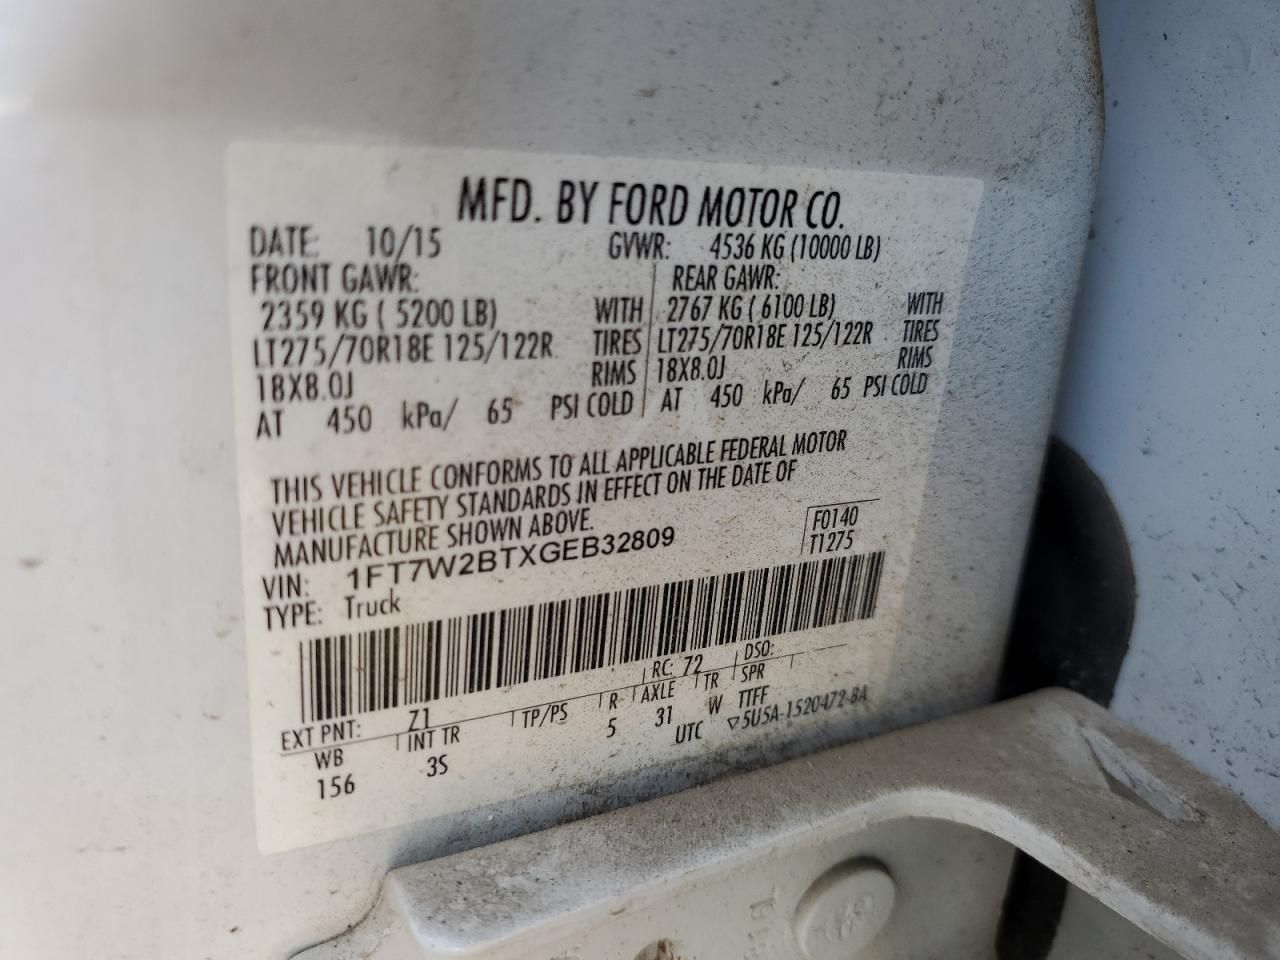 MFD. BY FORD MOTOR CO.
DATE: 10/15 GVWR: 4536 KG (10000 LB)
FRONT GAWR: REAR GAWR:
2359 KG ( 5200 LB) WITH 2767 KG ( 6100 LB) WITH
LT275/70R18E 125/122R TIRES LT275/70R18E 125/122R TIRES
18X8.0J RIMS 18X8.0J RIMS
AT 450 kPa/ 65 PSI COLD AT 450 kPa/ 65 PSI COLD
THIS VEHICLE CONFORMS TO ALL APPLICABLE FEDERAL MOTOR
VEHICLE SAFETY STANDARDS IN EFFECT ON THE DATE OF
MANUFACTURE SHOWN ABOVE.
VIN: 1FT7W2BTXGEB32809 F0140
TYPE: Truck T1275
EXT PNT: Z1 RC: 72 DSO:
WB INT TR TP/PS R AXLE TR SPR
156 3S 5 31 W TTFF
UTC ▽5U5A-1520472-BA